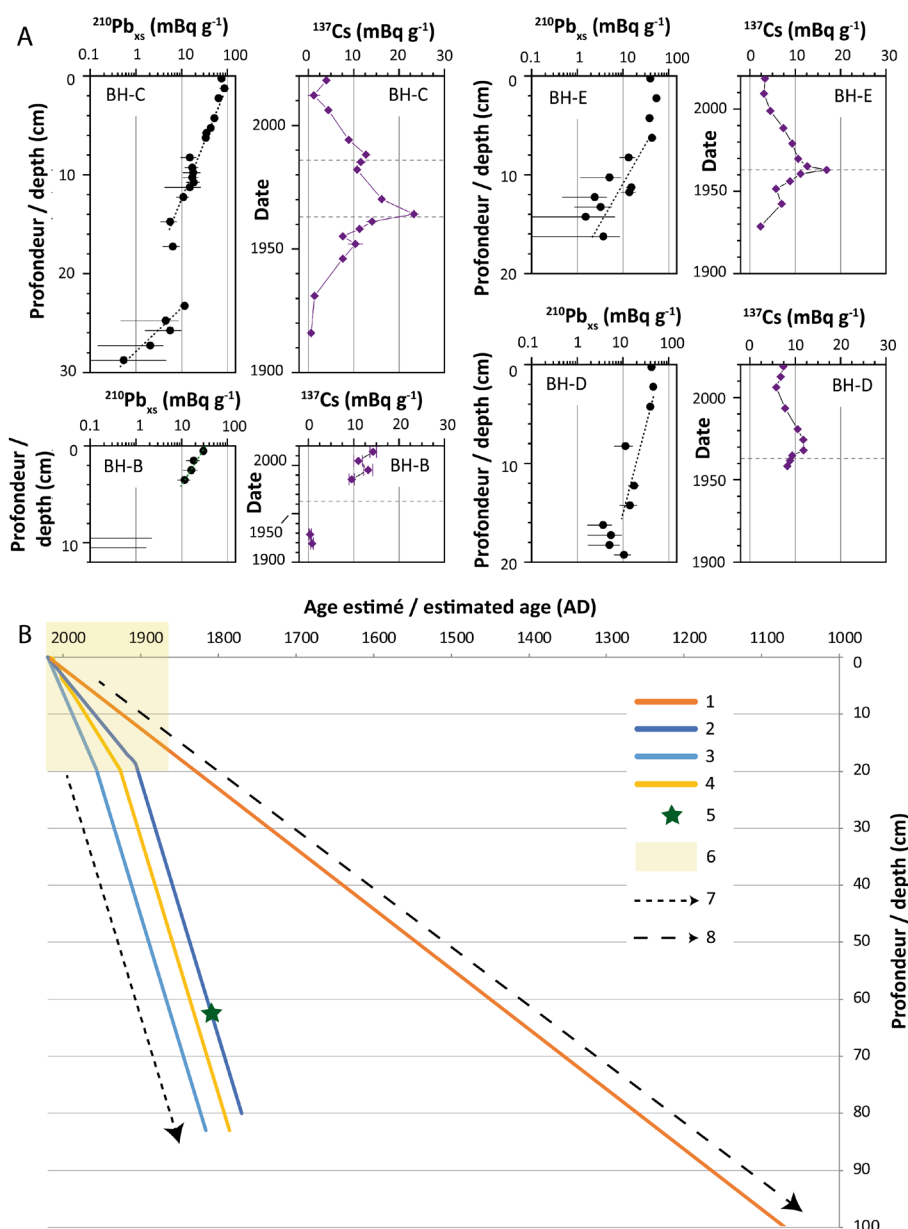 A
210Pbxs (mBq g-1)
0.1 10 100
Profondeur / depth (cm)
0
10
20
30
BH-C
137Cs (mBq g-1)
0 10 20 30
Date
2000
1950
1900
BH-C
210Pbxs (mBq g-1)
0.1 10 100
Profondeur / depth (cm)
0
10
20
BH-E
137Cs (mBq g-1)
0 10 20 30
Date
2000
1950
1900
BH-E
210Pbxs (mBq g-1)
0.1 10 100
Profondeur /
depth (cm)
0
10
BH-B
137Cs (mBq g-1)
0 10 20 30
Date
2000
1950
1900
BH-B
210Pbxs (mBq g-1)
0.1 10 100
Profondeur / depth (cm)
0
10
20
BH-D
137Cs (mBq g-1)
0 10 20 30
Date
2000
1950
1900
BH-D
B
Age estimé / estimated age (AD)
2000 1900 1800 1700 1600 1500 1400 1300 1200 1100 1000
0
10
20
30
40
50
60
70
80
90
100
Profondeur / depth (cm)
1
2
3
4
5
6
7
8